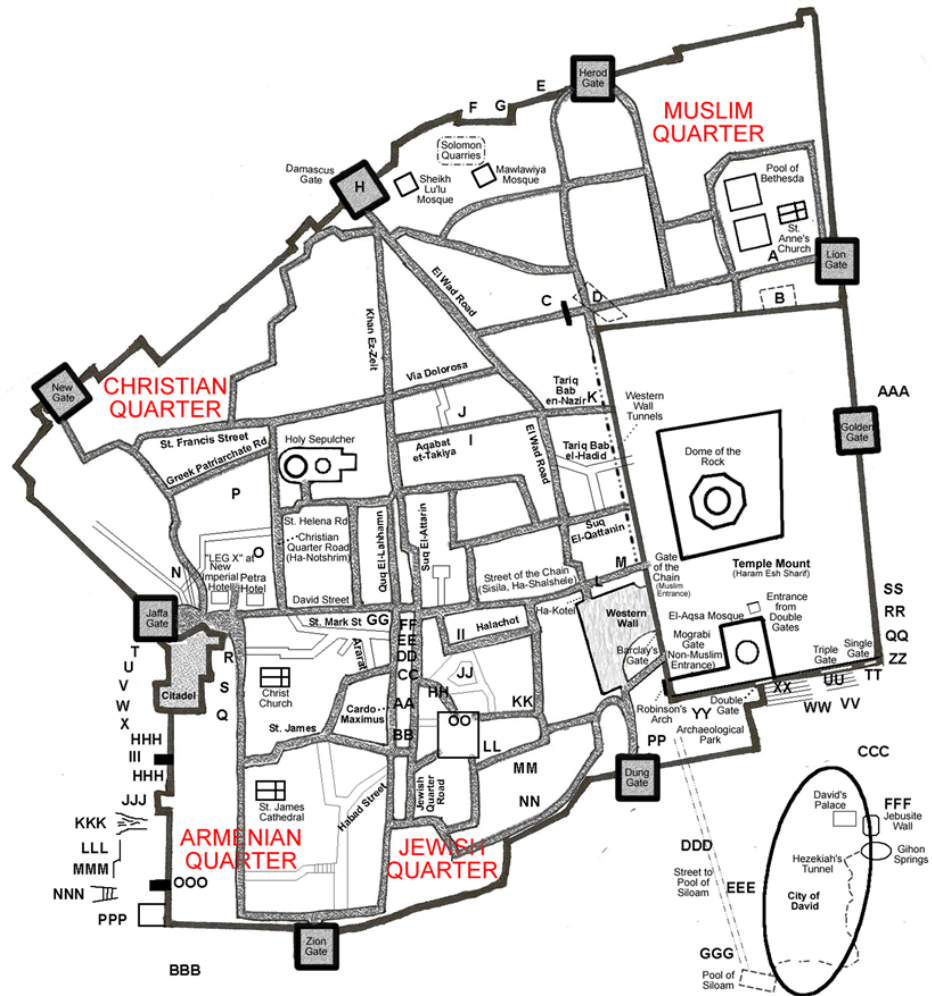 Herod
Gate
E
F
G
MUSLIM
QUARTER
Solomon
Quarries
Damascus
Gate
H
Sheikh
Lu'lu
Mosque
Mawlawiya
Mosque
Pool of
Bethesda
St.
Anne's
Church
A
Lion
Gate
El Wad Road
C
D
B
Khan Ez-Zeit
New
Gate
CHRISTIAN
QUARTER
Via Dolorosa
Tariq
Bab
en-Nazir
K
Western
Wall
Tunnels
AAA
J
St. Francis Street
Greek Patriarchate Rd
Holy Sepulcher
Aqabat
et-Takiya
I
El Wad Road
Tariq Bab
el-Hadid
Golden
Gate
Dome of the
Rock
P
St. Helena Rd
Christian
Quarter Road
(Ha-Notshrim)
Quq El-Lahhamn
Suq El-Attarin
Suq
El-Qattanin
"LEG X" at
O
New
Imperial
Hotel
Petra
Hotel
N
David Street
Street of the Chain
(Sisila, Ha-Shalshele)
M
L
Gate
of the
Chain
(Muslim
Entrance)
Temple Mount
(Haram Esh Sharif)
SS
RR
QQ
ZZ
Jaffa
Gate
St. Mark St
GG
FF
EE
DD
CC
AA
BB
Halachot
II
Ha-Kotel
Western
Wall
El-Aqsa Mosque
Entrance
from
Double
Gates
Mograbi
Gate
(Non-Muslim
Entrance)
Barclay's
Gate
Triple
Gate
Single
Gate
T
U
V
W
X
R
S
Q
Citadel
Ararat
Christ
Church
JJ
HH
KK
Cardo
Maximus
OO
LL
St. James
Robinson's
Arch
YY
Double
Gate
XX
UU
TT
WW
VV
Archaeological
Park
PP
HHH
III
HHH
JJJ
KKK
LLL
MMM
NNN
OOO
PPP
St. James
Cathedral
Habad Street
Jewish
Quarter
Road
MM
NN
Dung
Gate
CCC
ARMENIAN
QUARTER
JEWISH
QUARTER
David's
Palace
FFF
Jebusite
Wall
Gihon
Springs
DDD
Street to
Pool of
Siloam
EEE
Hezekiah's
Tunnel
City of
David
Zion
Gate
BBB
GGG
Pool of
Siloam